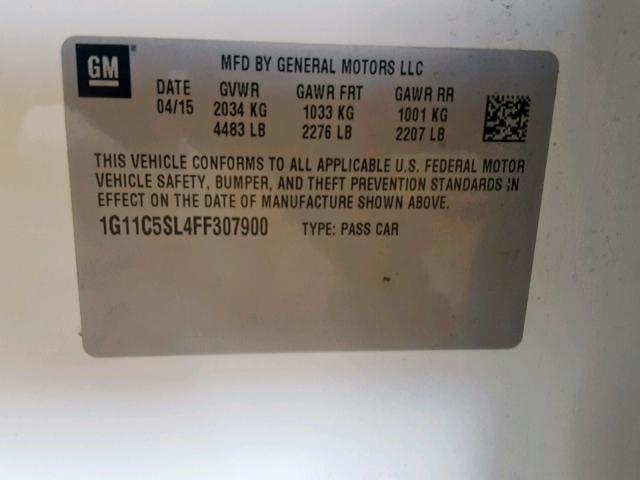 GM
MFD BY GENERAL MOTORS LLC
DATE GVWR GAWR FRT GAWR RR
04/15 2034 KG 1033 KG 1001 KG
4483 LB 2276 LB 2207 LB
THIS VEHICLE CONFORMS TO ALL APPLICABLE U.S. FEDERAL MOTOR
VEHICLE SAFETY, BUMPER, AND THEFT PREVENTION STANDARDS IN
EFFECT ON THE DATE OF MANUFACTURE SHOWN ABOVE.
1G11C5SL4FF307900 TYPE: PASS CAR